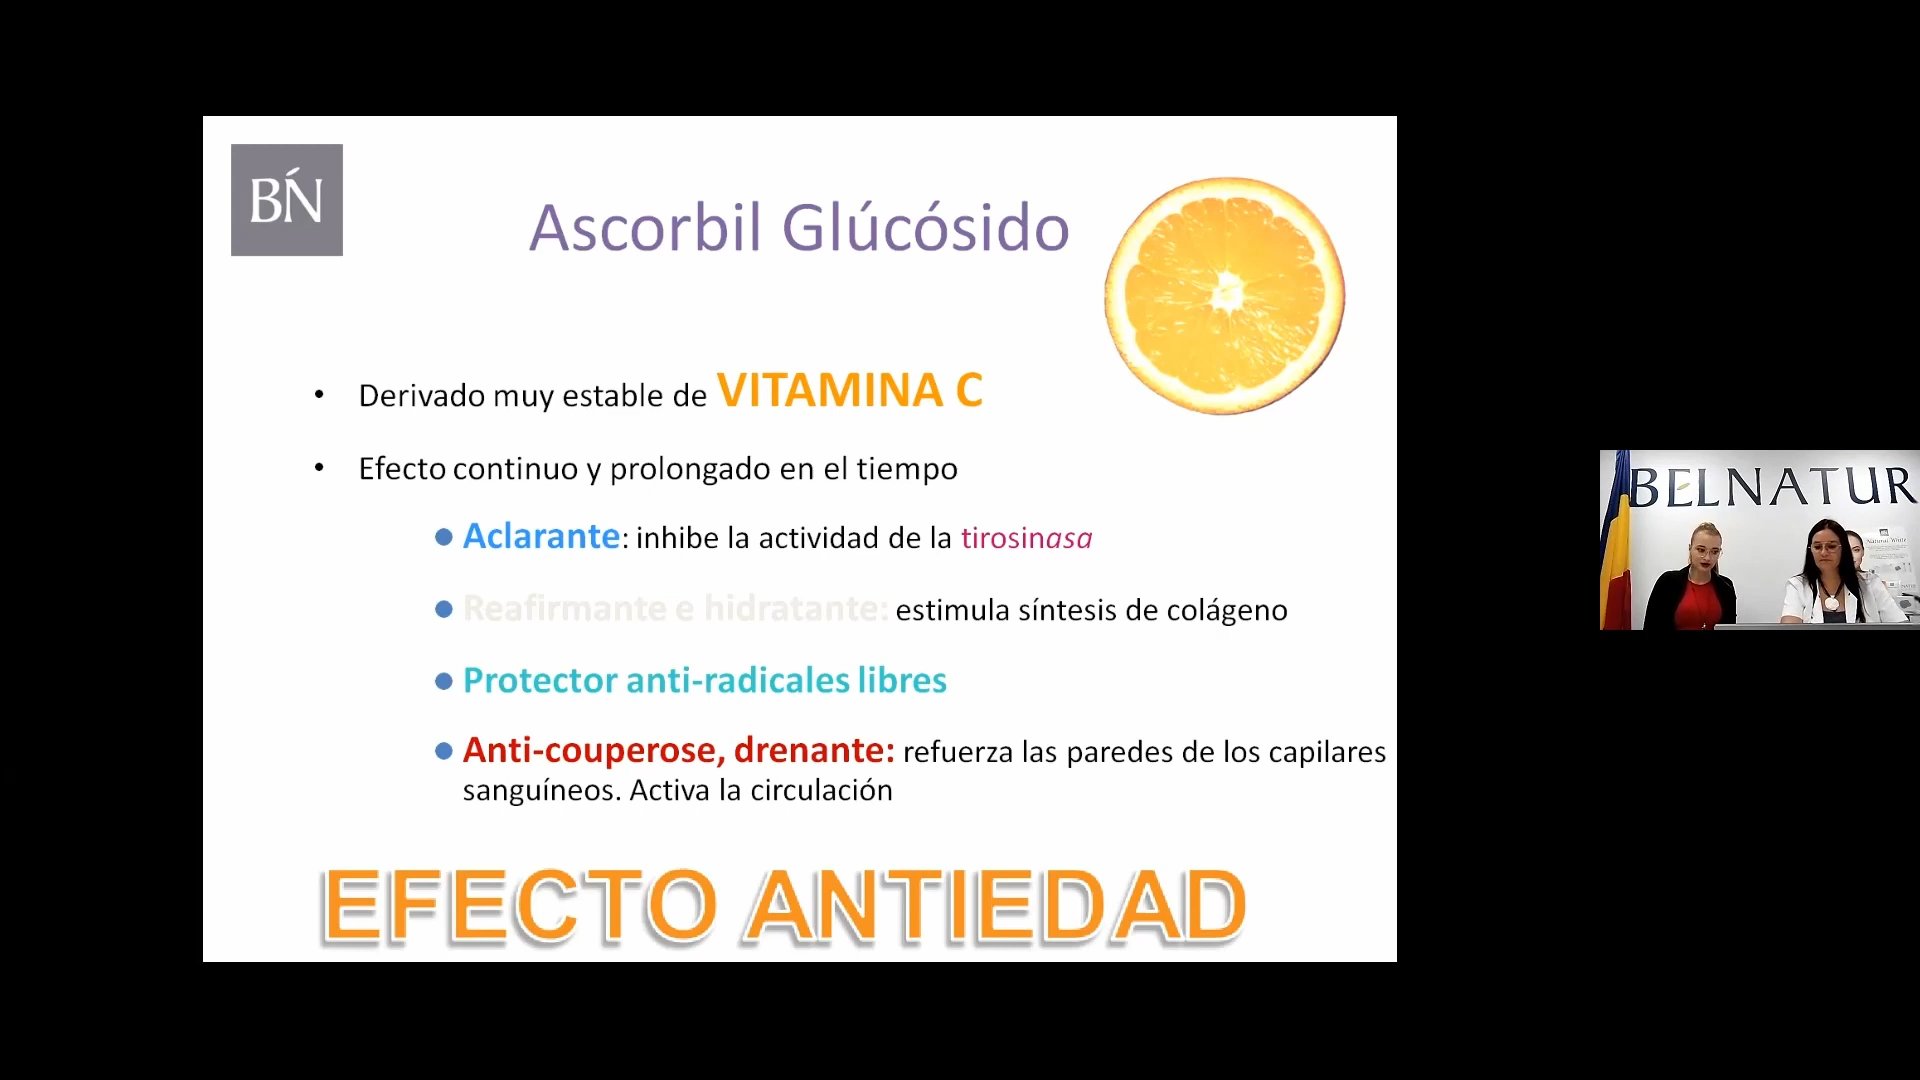 BŃ
Ascorbil Glúcósido
• Derivado muy estable de VITAMINA C
• Efecto continuo y prolongado en el tiempo
● Aclarante: inhibe la actividad de la tirosinasa
● Reafirmante e hidratante: estimula síntesis de colágeno
● Protector anti-radicales libres
● Anti-couperose, drenante: refuerza las paredes de los capilares
sanguíneos. Activa la circulación
EFECTO ANTIEDAD
BELNATUR
Natural White